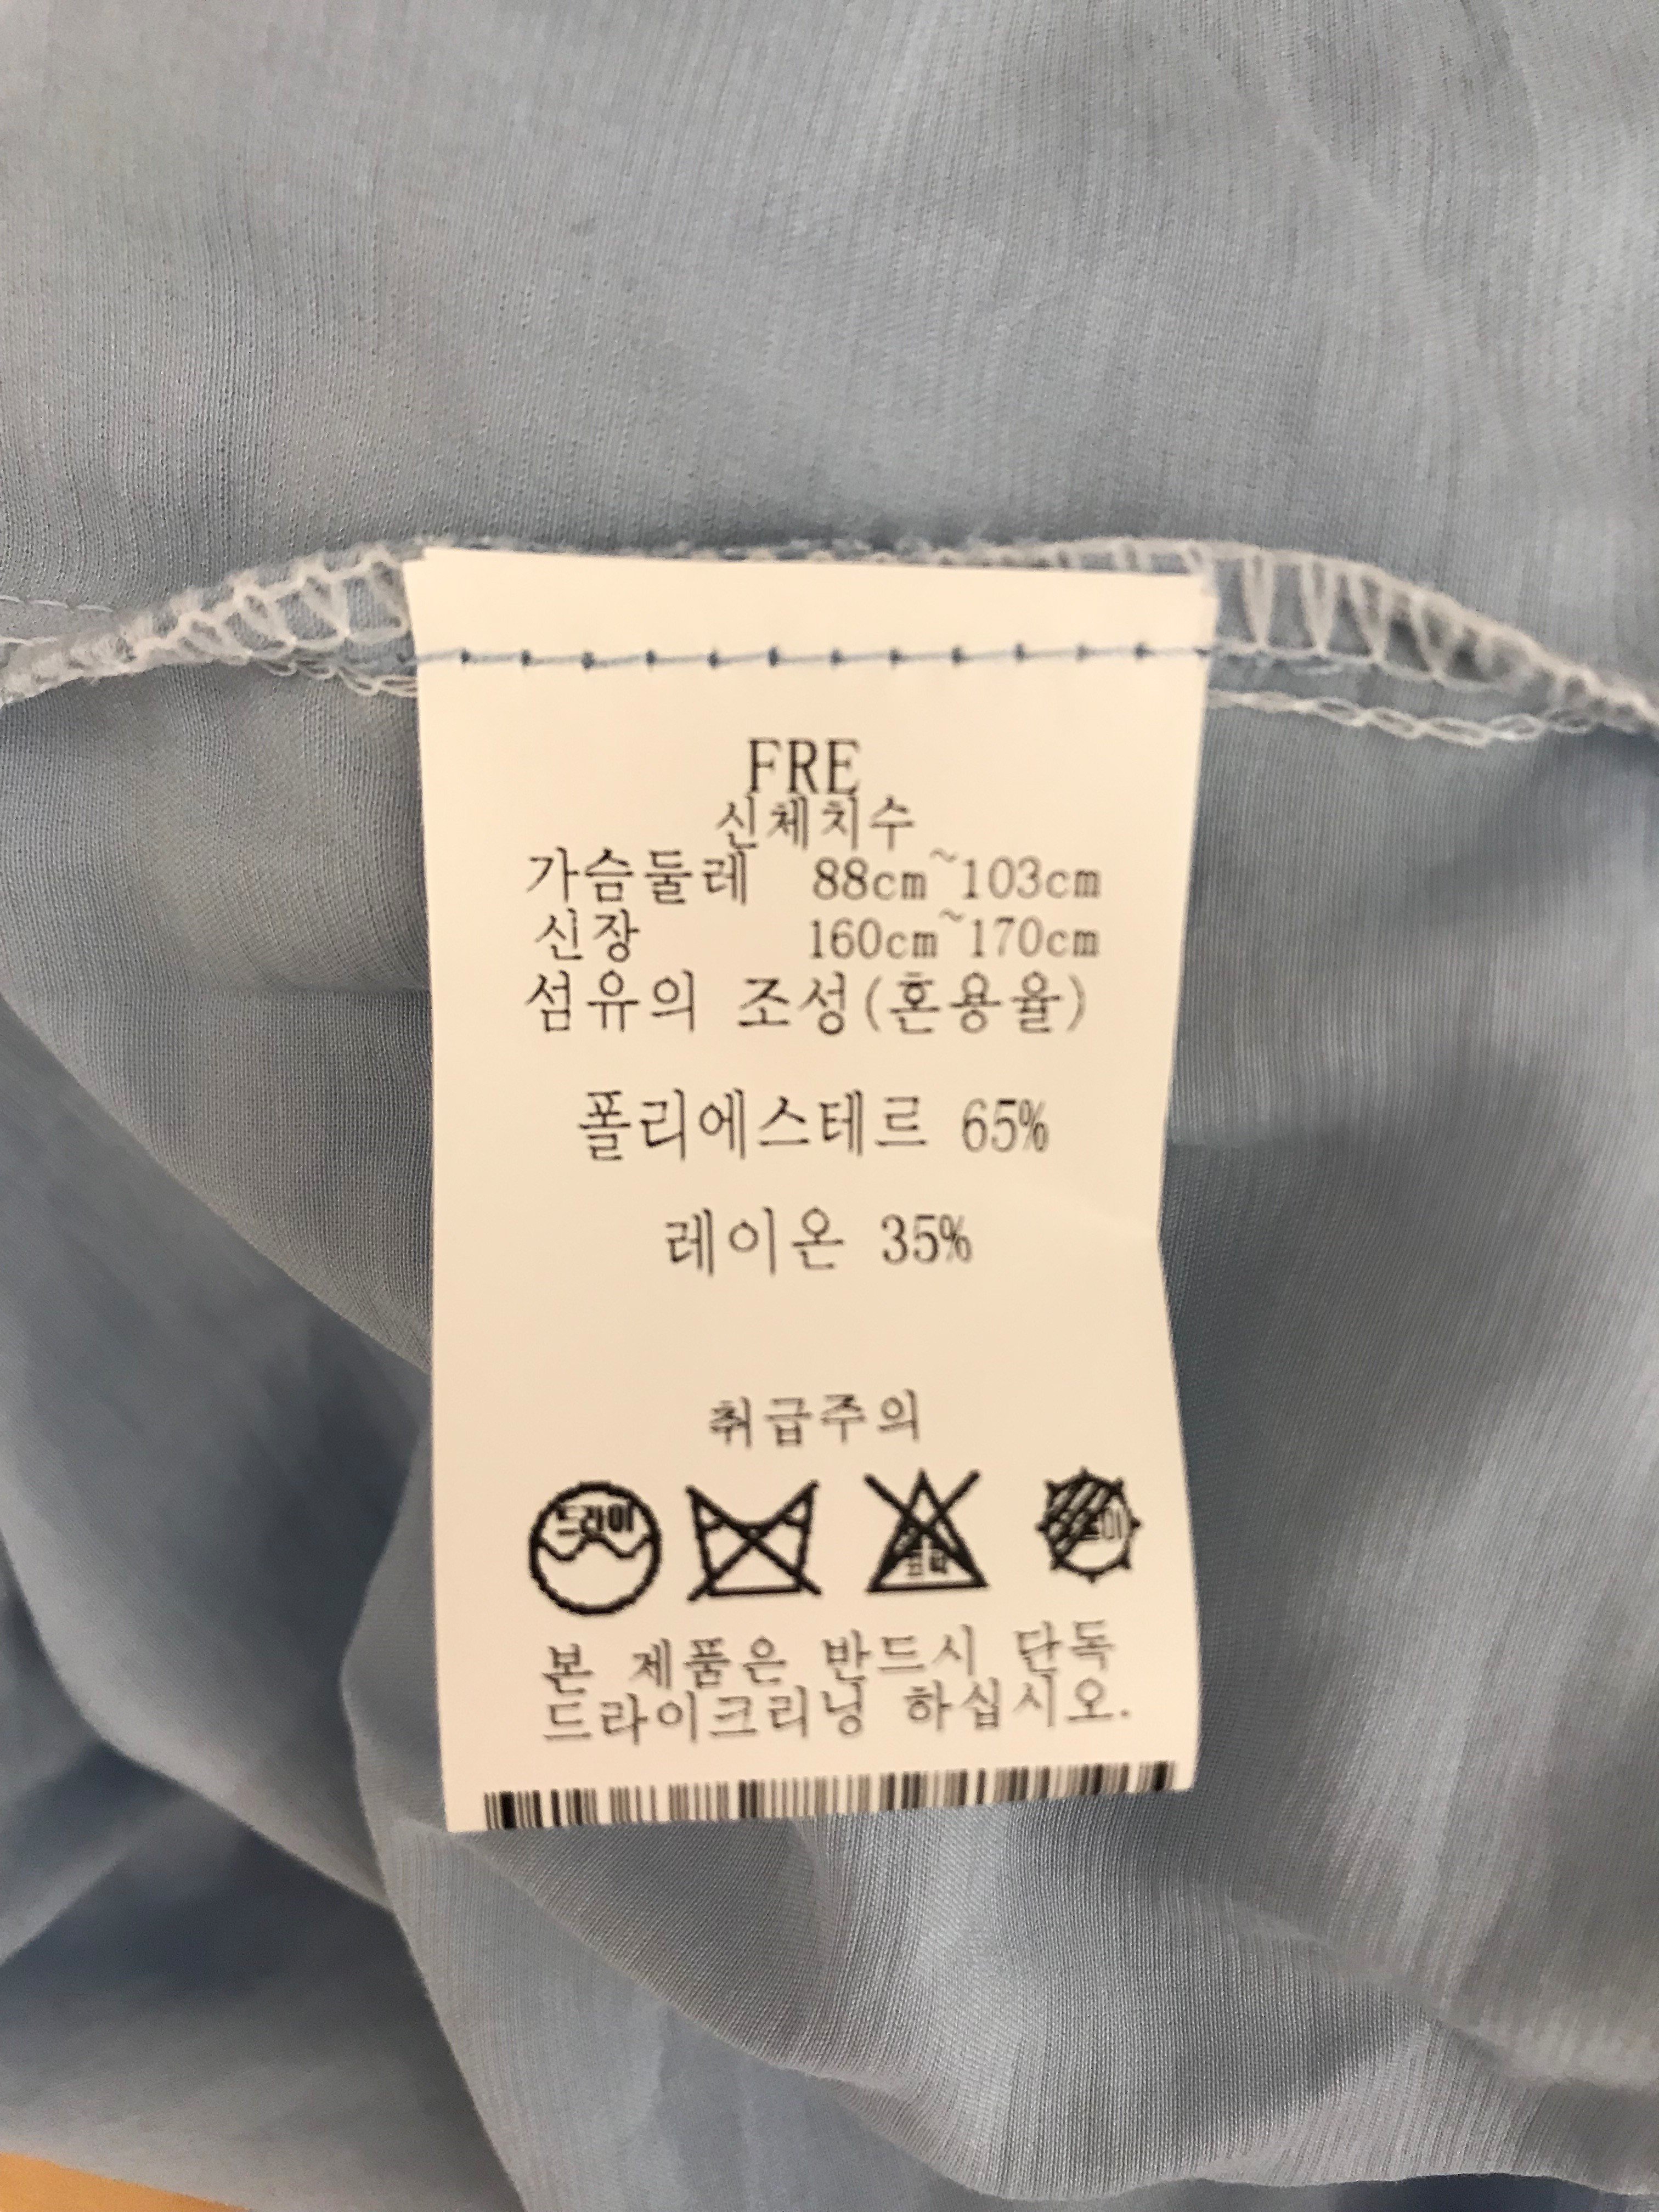 FRE
신체치수
가슴둘레 88cm~103cm
신장 160cm~170cm
섬유의 조성(혼용율)
폴리에스테르 65%
레이온 35%
취급주의
드라이
본 제품은 반드시 단독
드라이크리닝 하십시오.